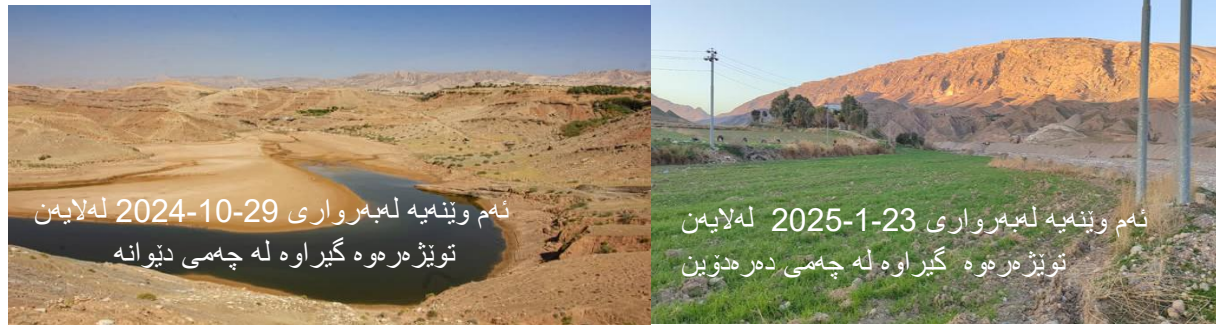 ئەم وێنەیە لەبەرواری 29-10-2024 لەلایەن
توێژەرەوە گیراوە لە چەمی دێوانە
ئەم وێنەیە لەبەرواری 23-1-2025 لەلایەن
توێژەرەوە گیراوە لە چەمی دەرەدۆین